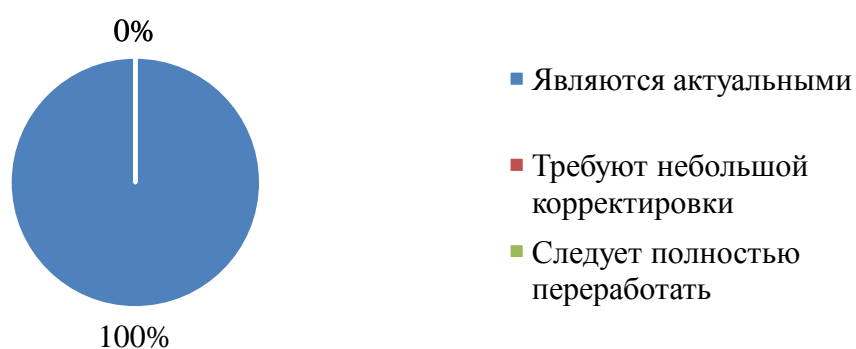 0%
100%
Являются актуальными
Требуют небольшой
корректировки
Следует полностью
переработать